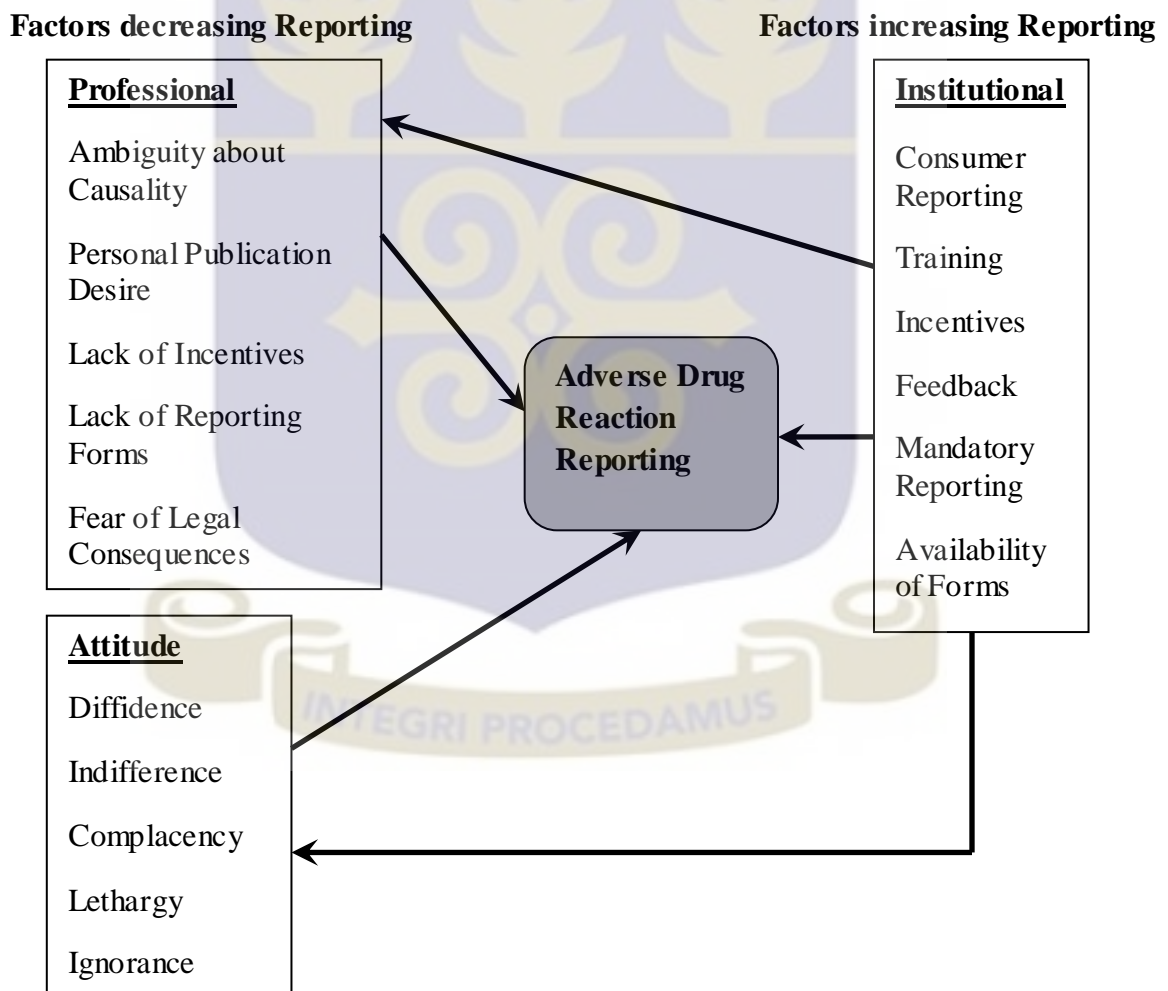 Factors decreasing Reporting
Factors increasing Reporting
Professional
Ambiguity about
Causality
Personal Publication
Desire
Lack of Incentives
Lack of Reporting
Forms
Fear of Legal
Consequences
Attitude
Diffidence
Indifference
Complacency
Lethargy
Ignorance
Adverse Drug
Reaction
Reporting
Institutional
Consumer
Reporting
Training
Incentives
Feedback
Mandatory
Reporting
Availability
of Forms
INTEGRI PROCEDAMUS